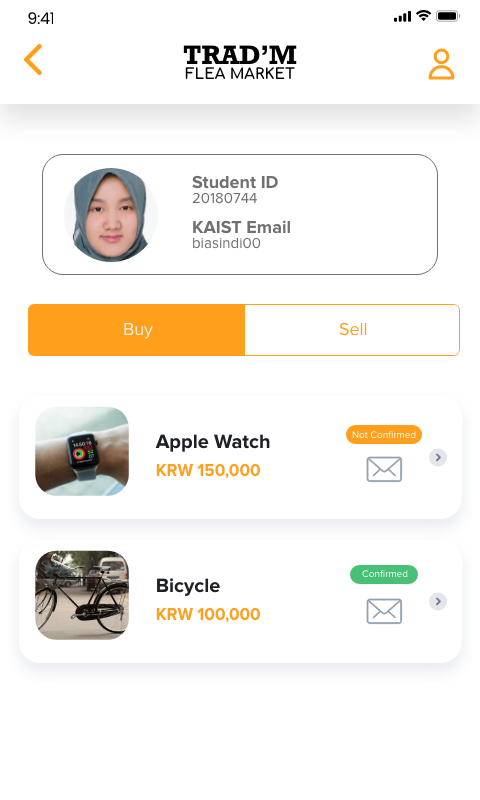 9:41
TRAD'M
FLEA MARKET
Student ID
20180744
KAIST Email
biasindi00
Buy
Sell
Not Confirmed
Apple Watch
KRW 150,000
Confirmed
Bicycle
KRW 100,000